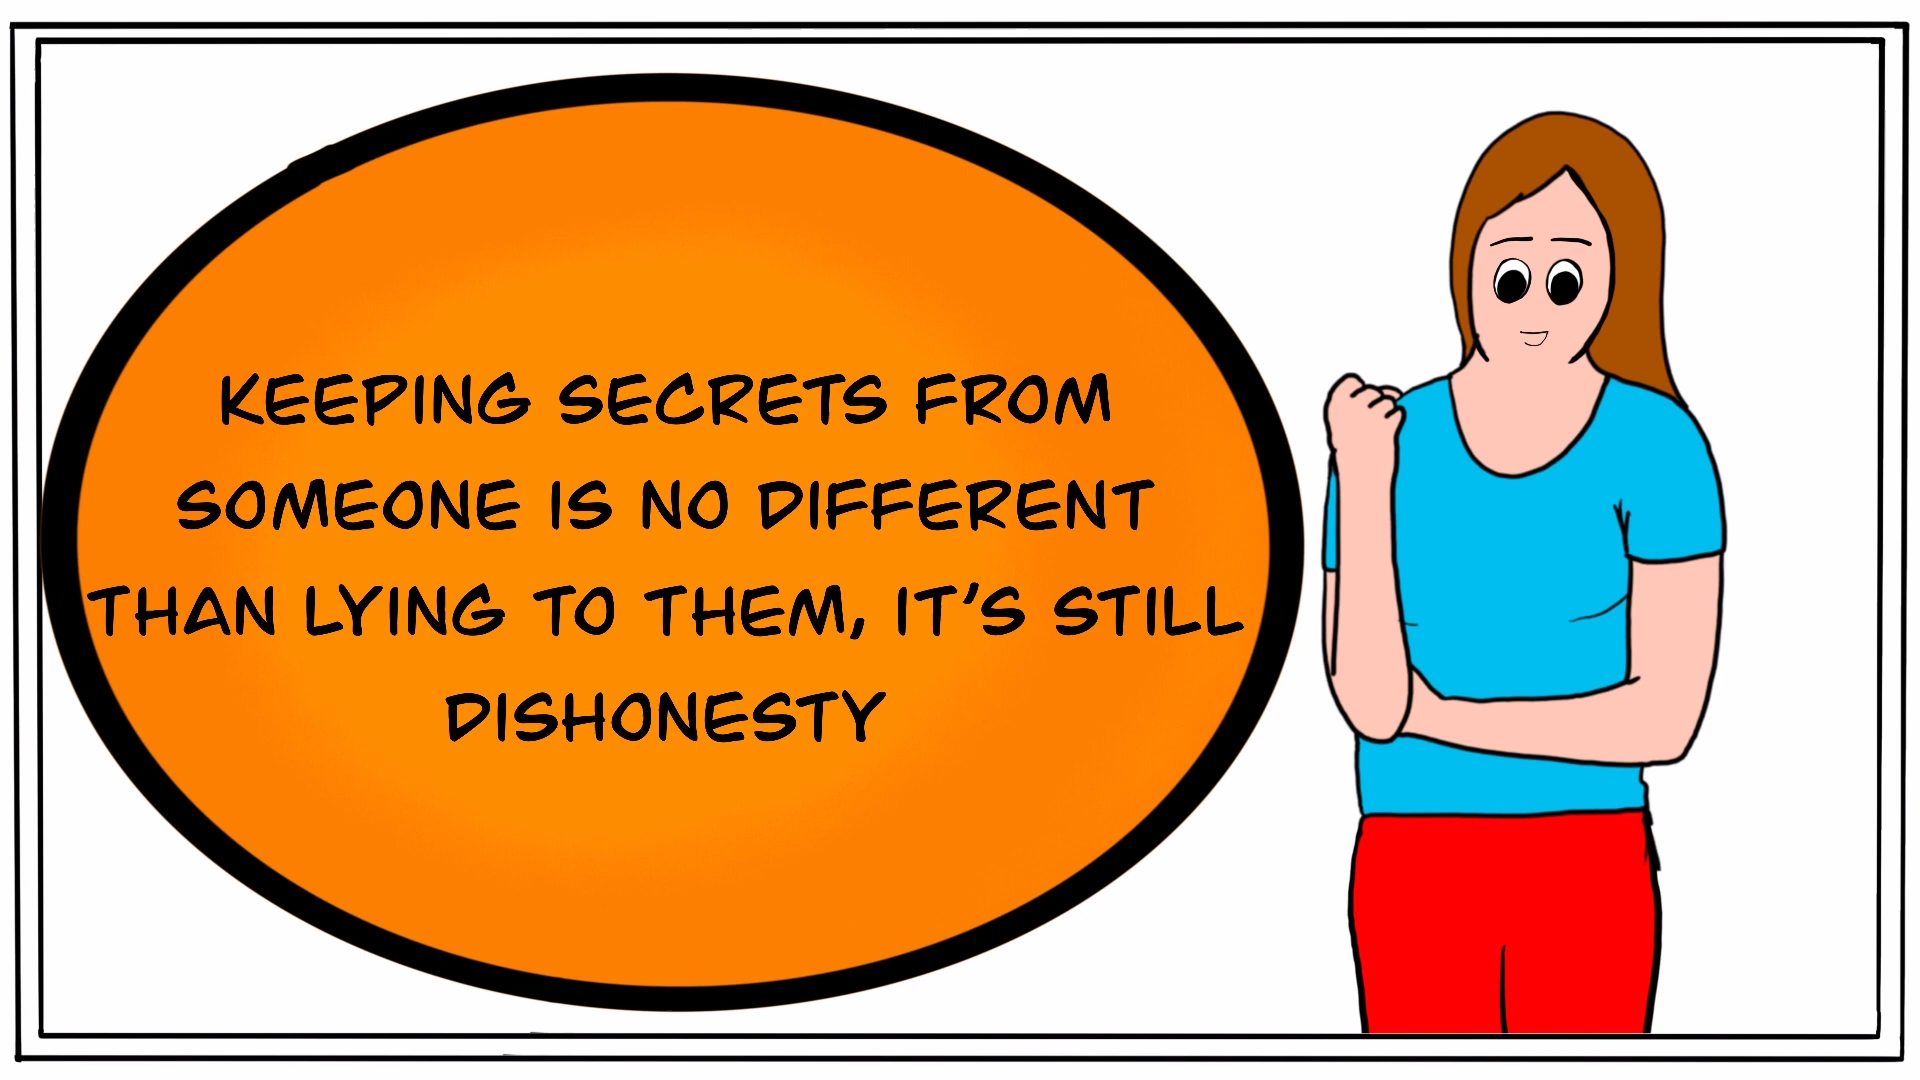 KEEPING SECRETS FROM
SOMEONE IS NO DIFFERENT
THAN LYING TO THEM, IT'S STILL
DISHONESTY